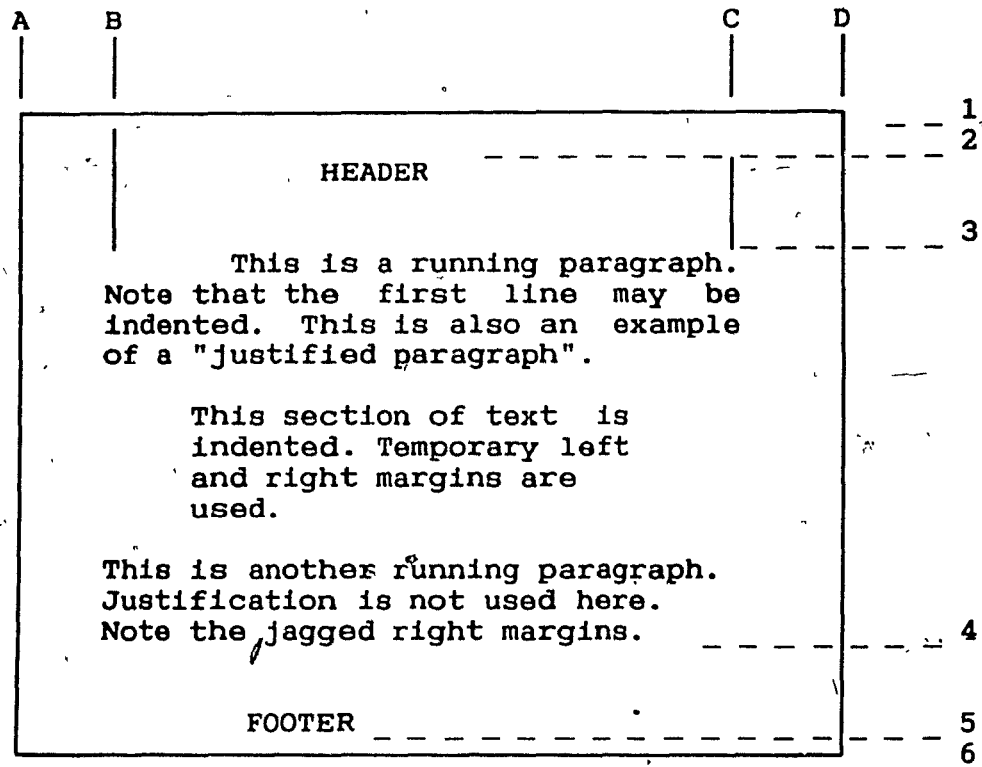 A B C D
1
2
HEADER
3
This is a running paragraph.
Note that the first line may be
indented. This is also an example
of a "justified paragraph".
This section of text is
indented. Temporary left
and right margins are
used.
This is another running paragraph.
Justification is not used here.
Note the jagged right margins.
4
FOOTER
5
6